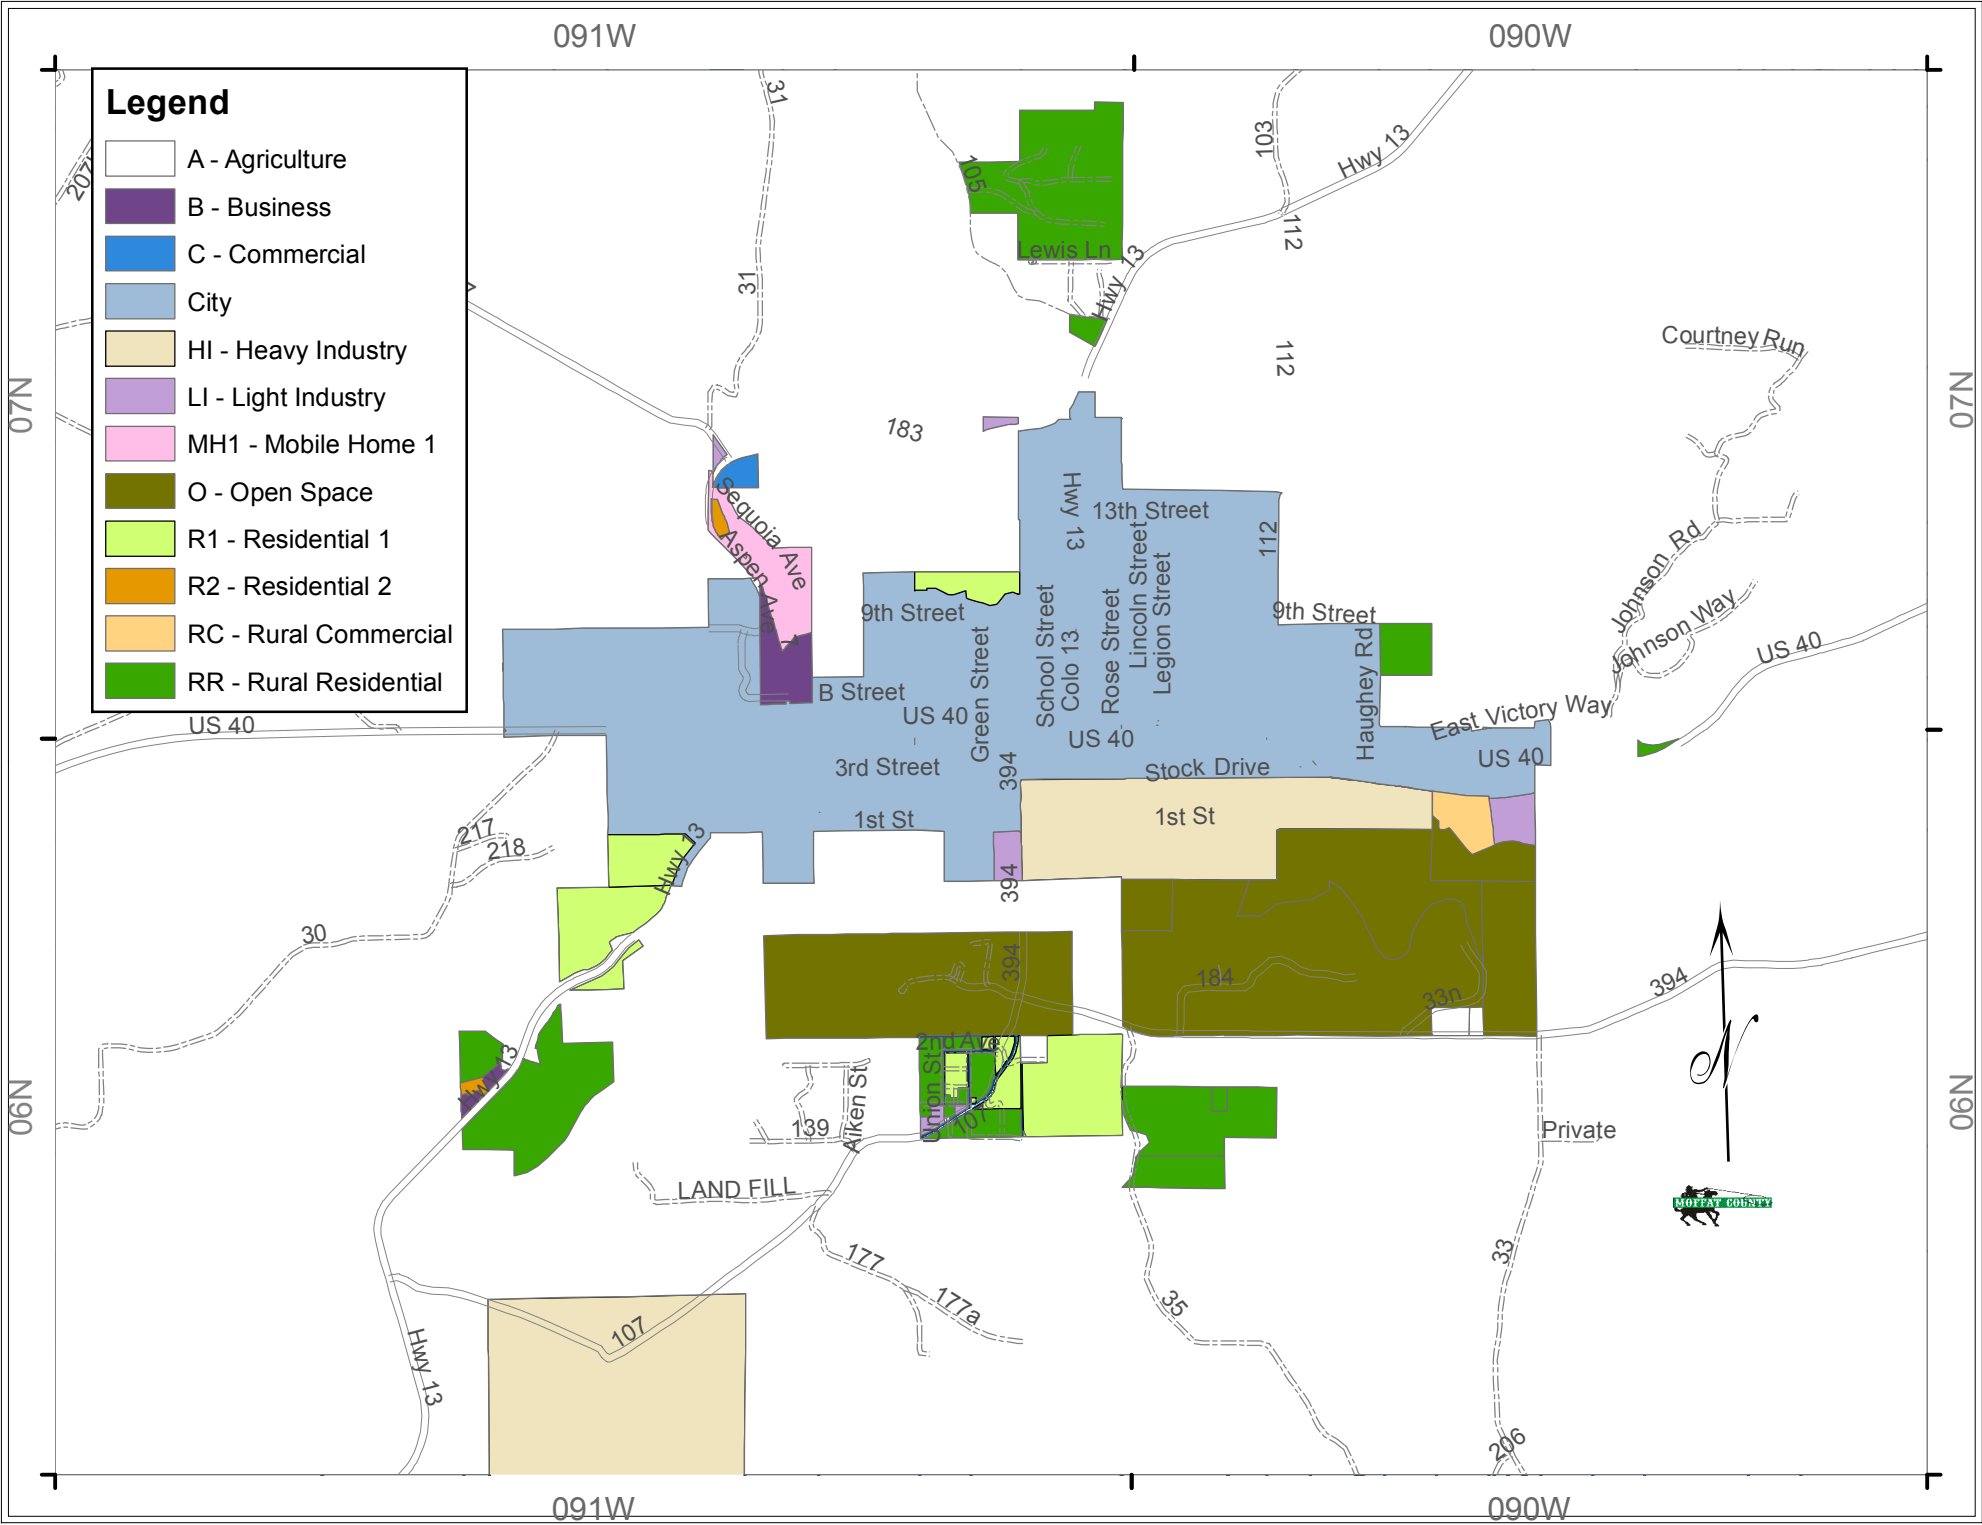 091W
090W
Legend
A - Agriculture
B - Business
C - Commercial
City
HI - Heavy Industry
LI - Light Industry
MH1 - Mobile Home 1
O - Open Space
R1 - Residential 1
R2 - Residential 2
RC - Rural Commercial
RR - Rural Residential
207
31
105
103
Hwy 13
112
Lewis Ln
Hwy 13
31
112
Courtney Run
07N
07N
183
Sequoia Ave
Aspen Ave
Hwy 13
13th Street
112
Lincoln Street
Legion Street
Johnson Rd
Johnson Way
9th Street
9th Street
School Street
Colo 13
Rose Street
Green Street
Haughey Rd
US 40
B Street
US 40
US 40
US 40
East Victory Way
US 40
3rd Street
394
Stock Drive
1st St
1st St
217
218
Hwy 13
394
30
394
184
33n
394
2nd Ave
Union St
Hwy 13
Aiken St
139
107
06N
06N
Private
LAND FILL
MOFFAT COUNTY
N
177
177a
35
33
107
Hwy 13
206
091W
090W